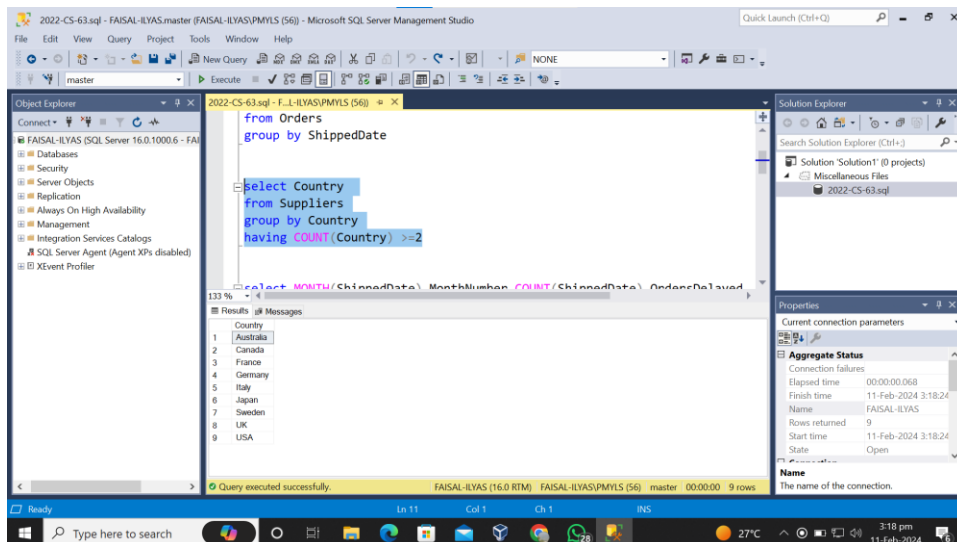 2022-CS-63.sql - FAISAL-ILYAS.master (FAISAL-ILYAS\PMYLS (56)) - Microsoft SQL Server Management Studio
Quick Launch (Ctrl+Q)
File Edit View Query Project Tools Window Help
New Query NONE
master Execute
Object Explorer
Connect
FAISAL-ILYAS (SQL Server 16.0.1000.6 - FAI
Databases
Security
Server Objects
Replication
Always On High Availability
Management
Integration Services Catalogs
SQL Server Agent (Agent XPs disabled)
XEvent Profiler
2022-CS-63.sql - F...L-ILYAS\PMYLS (56))
from Orders
group by ShippedDate
select Country
from Suppliers
group by Country
having COUNT(Country) >=2
select MONTH(ShippedDate) MonthNumber, COUNT(ShippedDate) OrdersDelayed
133 %
Results Messages
Country
1 Australia
2 Canada
3 France
4 Germany
5 Italy
6 Japan
7 Sweden
8 UK
9 USA
Query executed successfully. FAISAL-ILYAS (16.0 RTM) FAISAL-ILYAS\PMYLS (56) master 00:00:00 9 rows
Solution Explorer
Search Solution Explorer (Ctrl+;)
Solution 'Solution1' (0 projects)
Miscellaneous Files
2022-CS-63.sql
Properties
Current connection parameters
Aggregate Status
Connection failures
Elapsed time 00:00:00.068
Finish time 11-Feb-2024 3:18:24
Name FAISAL-ILYAS
Rows returned 9
Start time 11-Feb-2024 3:18:24
State Open
Name
The name of the connection.
Ready Ln 11 Col 1 Ch 1 INS
Type here to search
28
27°C
3:18 pm
11-Feb-2024
6